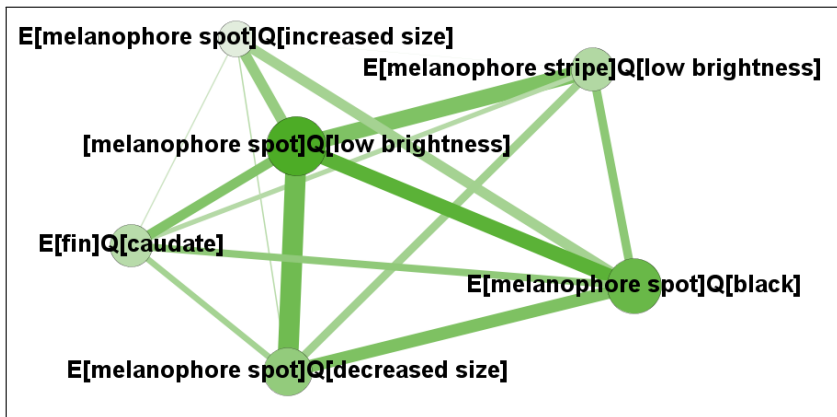 E[melanophore spot]Q[increased size]
E[melanophore stripe]Q[low brightness]
[melanophore spot]Q[low brightness]
E[fin]Q[caudate]
E[melanophore spot]Q[black]
E[melanophore spot]Q[decreased size]